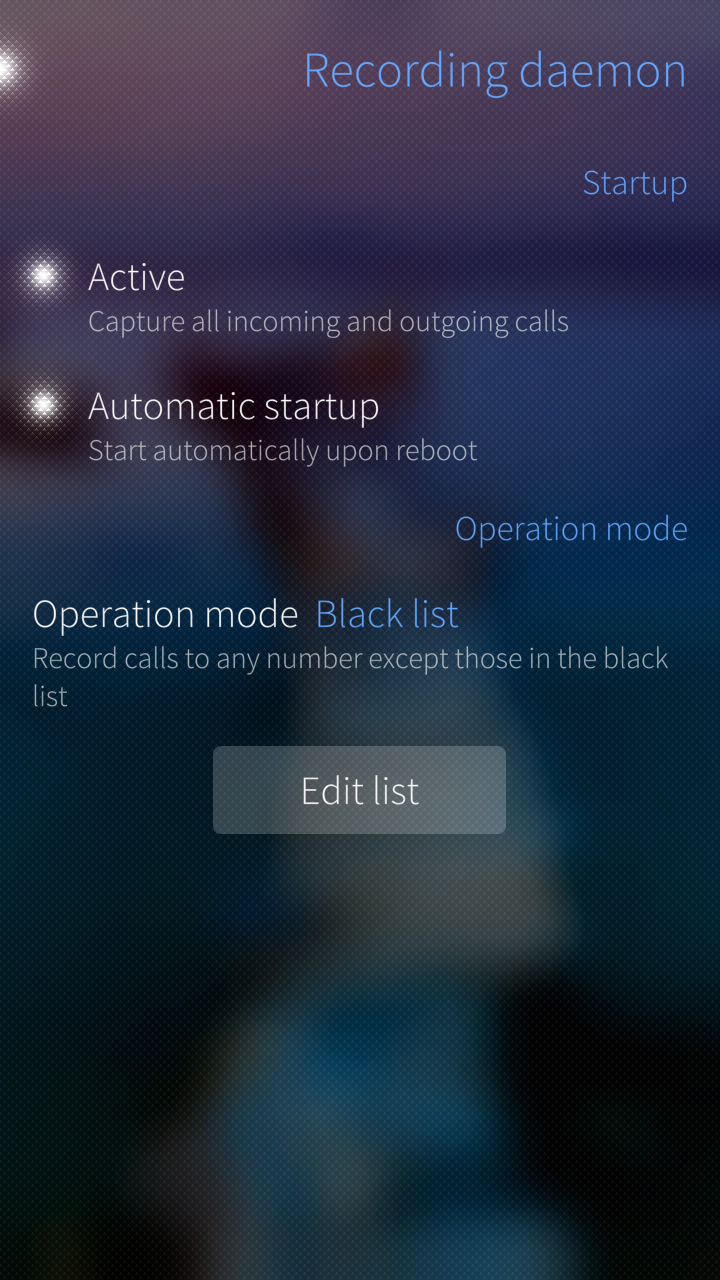 Recording daemon
Startup
Active
Capture all incoming and outgoing calls
Automatic startup
Start automatically upon reboot
Operation mode
Operation mode Black list
Record calls to any number except those in the black
list
Edit list